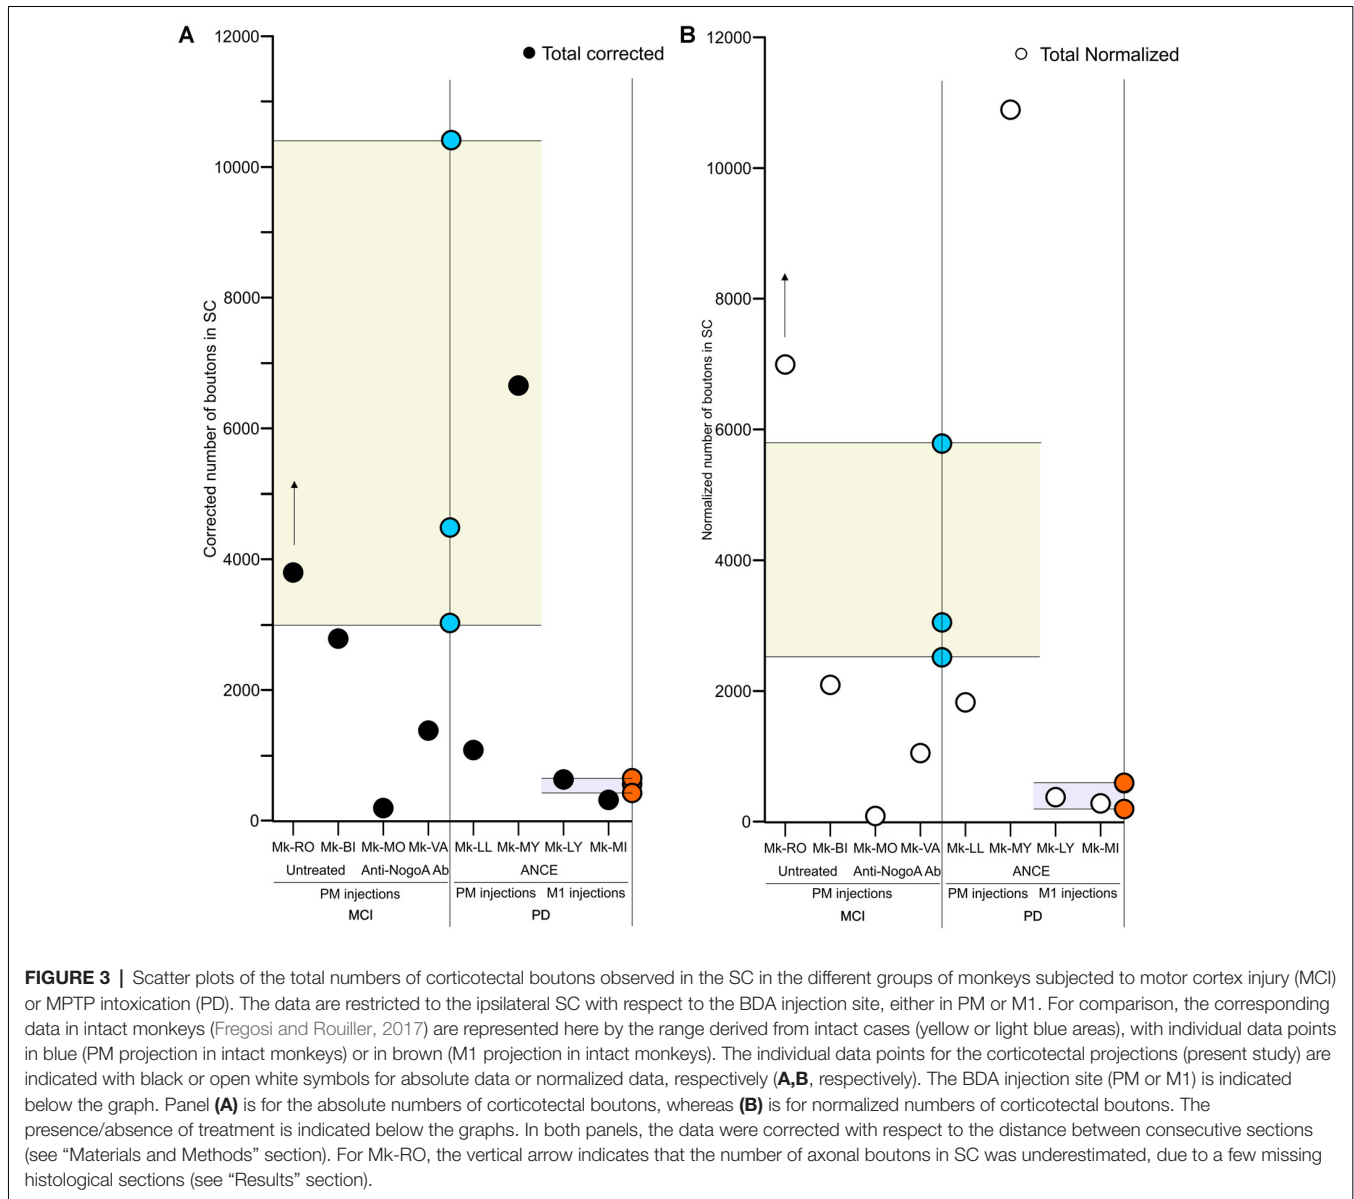 A
12000
10000
8000
6000
4000
2000
0
Corrected number of boutons in SC
Total corrected
Mk-RO Mk-BI Mk-MO Mk-VA Mk-LL Mk-MY Mk-LY Mk-MI
Untreated Anti-NogoA Ab ANCE
PM injections PM injections M1 injections
MCI PD
B
12000
10000
8000
6000
4000
2000
0
Normalized number of boutons in SC
Total Normalized
Mk-RO Mk-BI Mk-MO Mk-VA Mk-LL Mk-MY Mk-LY Mk-MI
Untreated Anti-NogoA Ab ANCE
PM injections PM injections M1 injections
MCI PD
FIGURE 3 | Scatter plots of the total numbers of corticotectal boutons observed in the SC in the different groups of monkeys subjected to motor cortex injury (MCI)
or MPTP intoxication (PD). The data are restricted to the ipsilateral SC with respect to the BDA injection site, either in PM or M1. For comparison, the corresponding
data in intact monkeys (Fregosi and Rouiller, 2017) are represented here by the range derived from intact cases (yellow or light blue areas), with individual data points
in blue (PM projection in intact monkeys) or in brown (M1 projection in intact monkeys). The individual data points for the corticotectal projections (present study) are
indicated with black or open white symbols for absolute data or normalized data, respectively (A,B, respectively). The BDA injection site (PM or M1) is indicated
below the graph. Panel (A) is for the absolute numbers of corticotectal boutons, whereas (B) is for normalized numbers of corticotectal boutons. The
presence/absence of treatment is indicated below the graphs. In both panels, the data were corrected with respect to the distance between consecutive sections
(see “Materials and Methods” section). For Mk-RO, the vertical arrow indicates that the number of axonal boutons in SC was underestimated, due to a few missing
histological sections (see “Results” section).